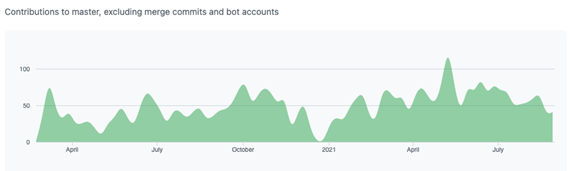 Contributions to master, excluding merge commits and bot accounts
100
50
0
April July October 2021 April July